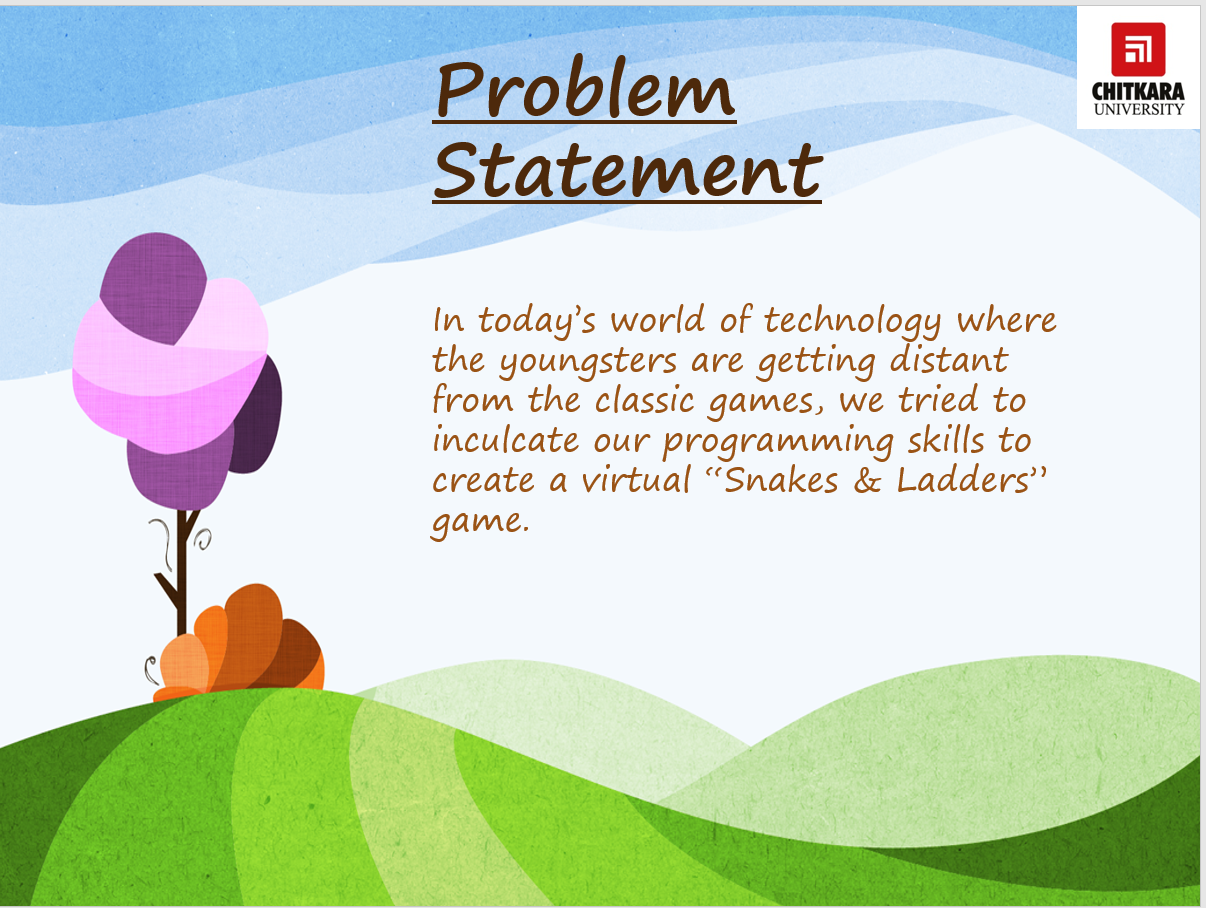 Problem
Statement
CHITKARA
UNIVERSITY
In today’s world of technology where
the youngsters are getting distant
from the classic games, we tried to
inculcate our programming skills to
create a virtual “Snakes & Ladders”
game.